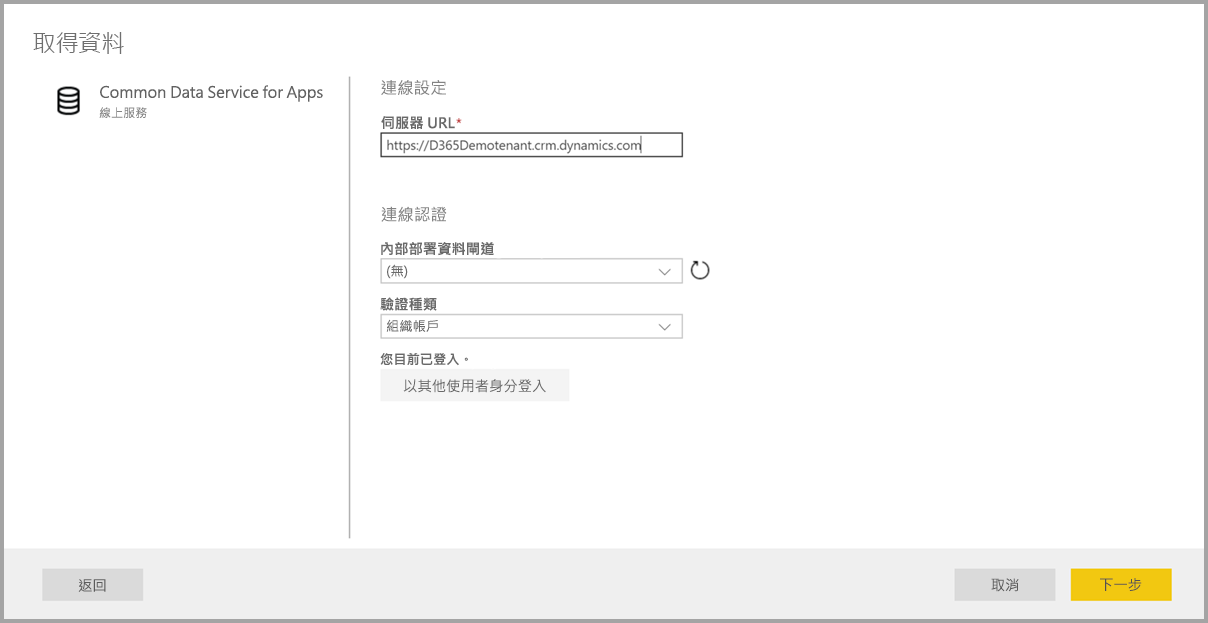 取得資料
Common Data Service for Apps
線上服務
連線設定
伺服器 URL*
https://D365Demotenant.crm.dynamics.com
連線認證
內部部署資料閘道
(無)
驗證種類
組織帳戶
您目前已登入。
以其他使用者身分登入
返回
取消
下一步